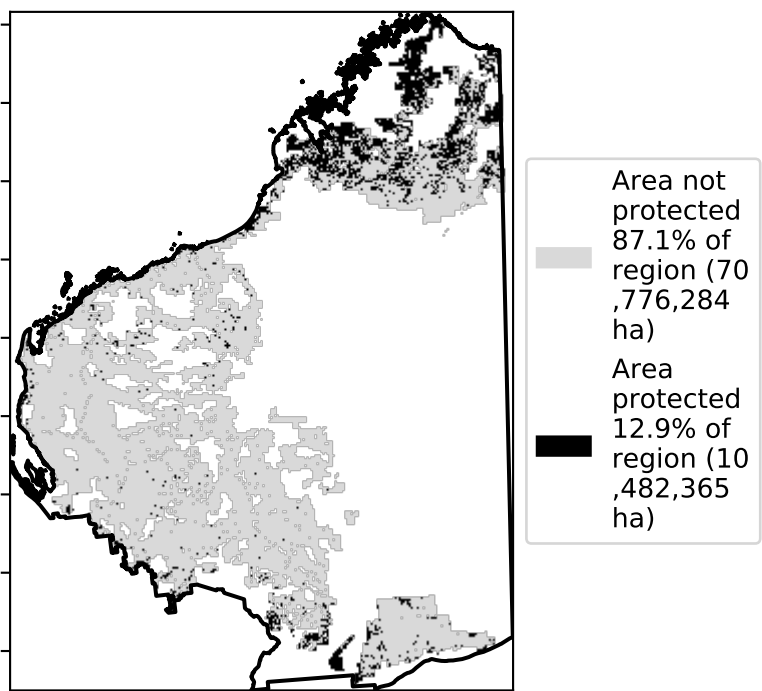 Area not
protected
87.1% of
region (70
,776,284
ha)
Area
protected
12.9% of
region (10
,482,365
ha)